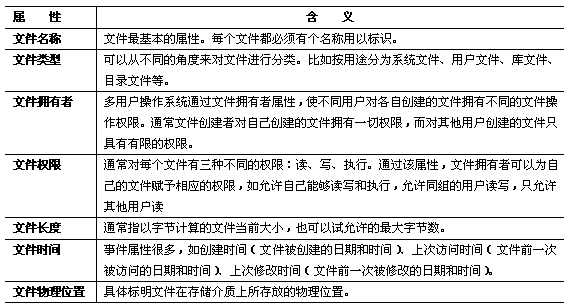 属 性 含 义
文件名称 文件最基本的属性。每个文件都必须有个名称用以标识。
文件类型 可以从不同的角度来对文件进行分类。比如按用途分为系统文件、用户文件、库文件、
目录文件等。
文件拥有者 多用户操作系统通过文件拥有者属性,使不同用户对各自创建的文件拥有不同的文件操
作权限。通常文件创建者对自己创建的文件拥有一切权限,而对其他用户创建的文件只
具有有限的权限。
文件权限 通常对每个文件有三种不同的权限:读、写、执行。通过该属性,文件拥有者可以为自
己的文件赋予相应的权限,如允许自己能够读写和执行,允许同组的用户读写,只允许
其他用户读
文件长度 通常指以字节计算的文件当前大小,也可以试允许的最大字节数。
文件时间 事件属性很多,如创建时间(文件被创建的日期和时间)、上次访问时间(文件前一次
被访问的日期和时间)、上次修改时间(文件前一次被修改的日期和时间)。
文件物理位置 具体标明文件在存储介质上所存放的物理位置。